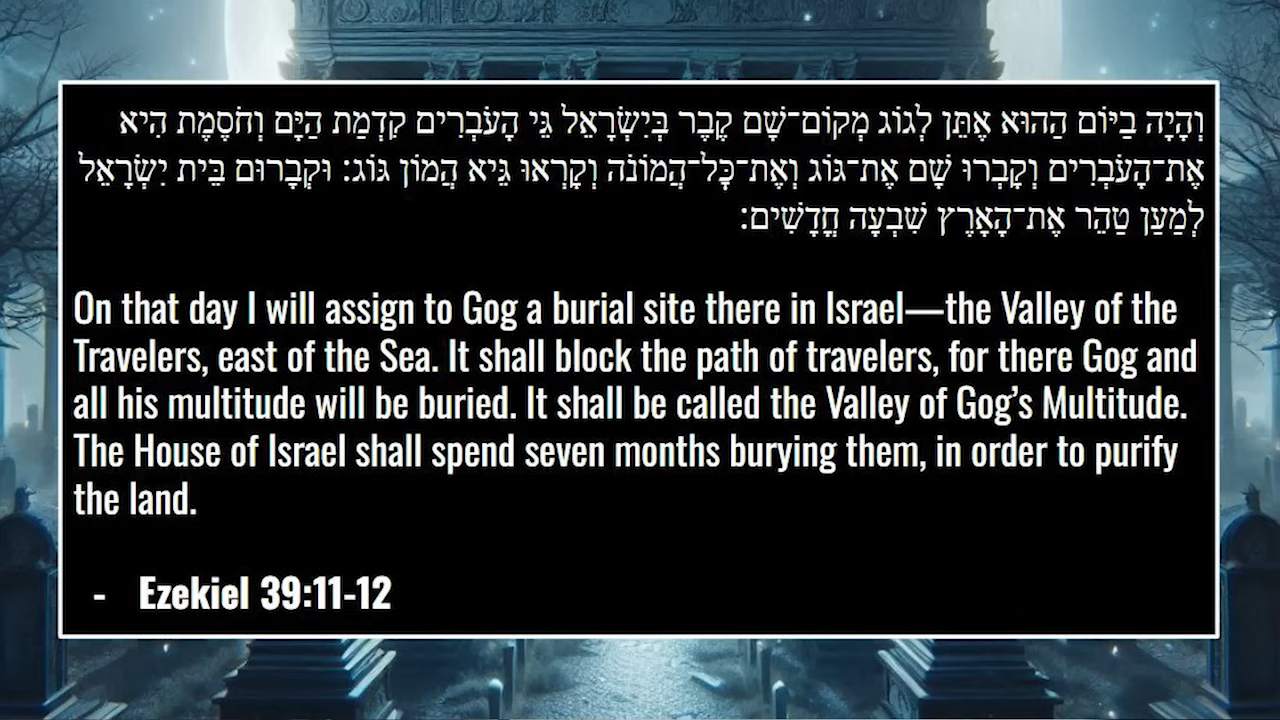 וְהָיָה בַיּוֹם הַהוּא אֶתֵּן לְגוֹג מְקוֹם־שָׁם קֶבֶר בְּיִשְׂרָאֵל גֵּי הָעֹבְרִים קִדְמַת הַיָּם וְחֹסֶמֶת הִיא
אֶת־הָעֹבְרִים וְקָבְרוּ שָׁם אֶת־גּוֹג וְאֶת־כׇּל־הֲמוֹנֹה וְקָרְאוּ גֵּיא הֲמוֹן גּוֹג׃ וּקְבָרוּם בֵּית יִשְׂרָאֵל
לְמַעַן טַהֵר אֶת־הָאָרֶץ שִׁבְעָה חֳדָשִׁים׃
On that day I will assign to Gog a burial site there in Israel—the Valley of the
Travelers, east of the Sea. It shall block the path of travelers, for there Gog and
all his multitude will be buried. It shall be called the Valley of Gog’s Multitude.
The House of Israel shall spend seven months burying them, in order to purify
the land.
- Ezekiel 39:11-12